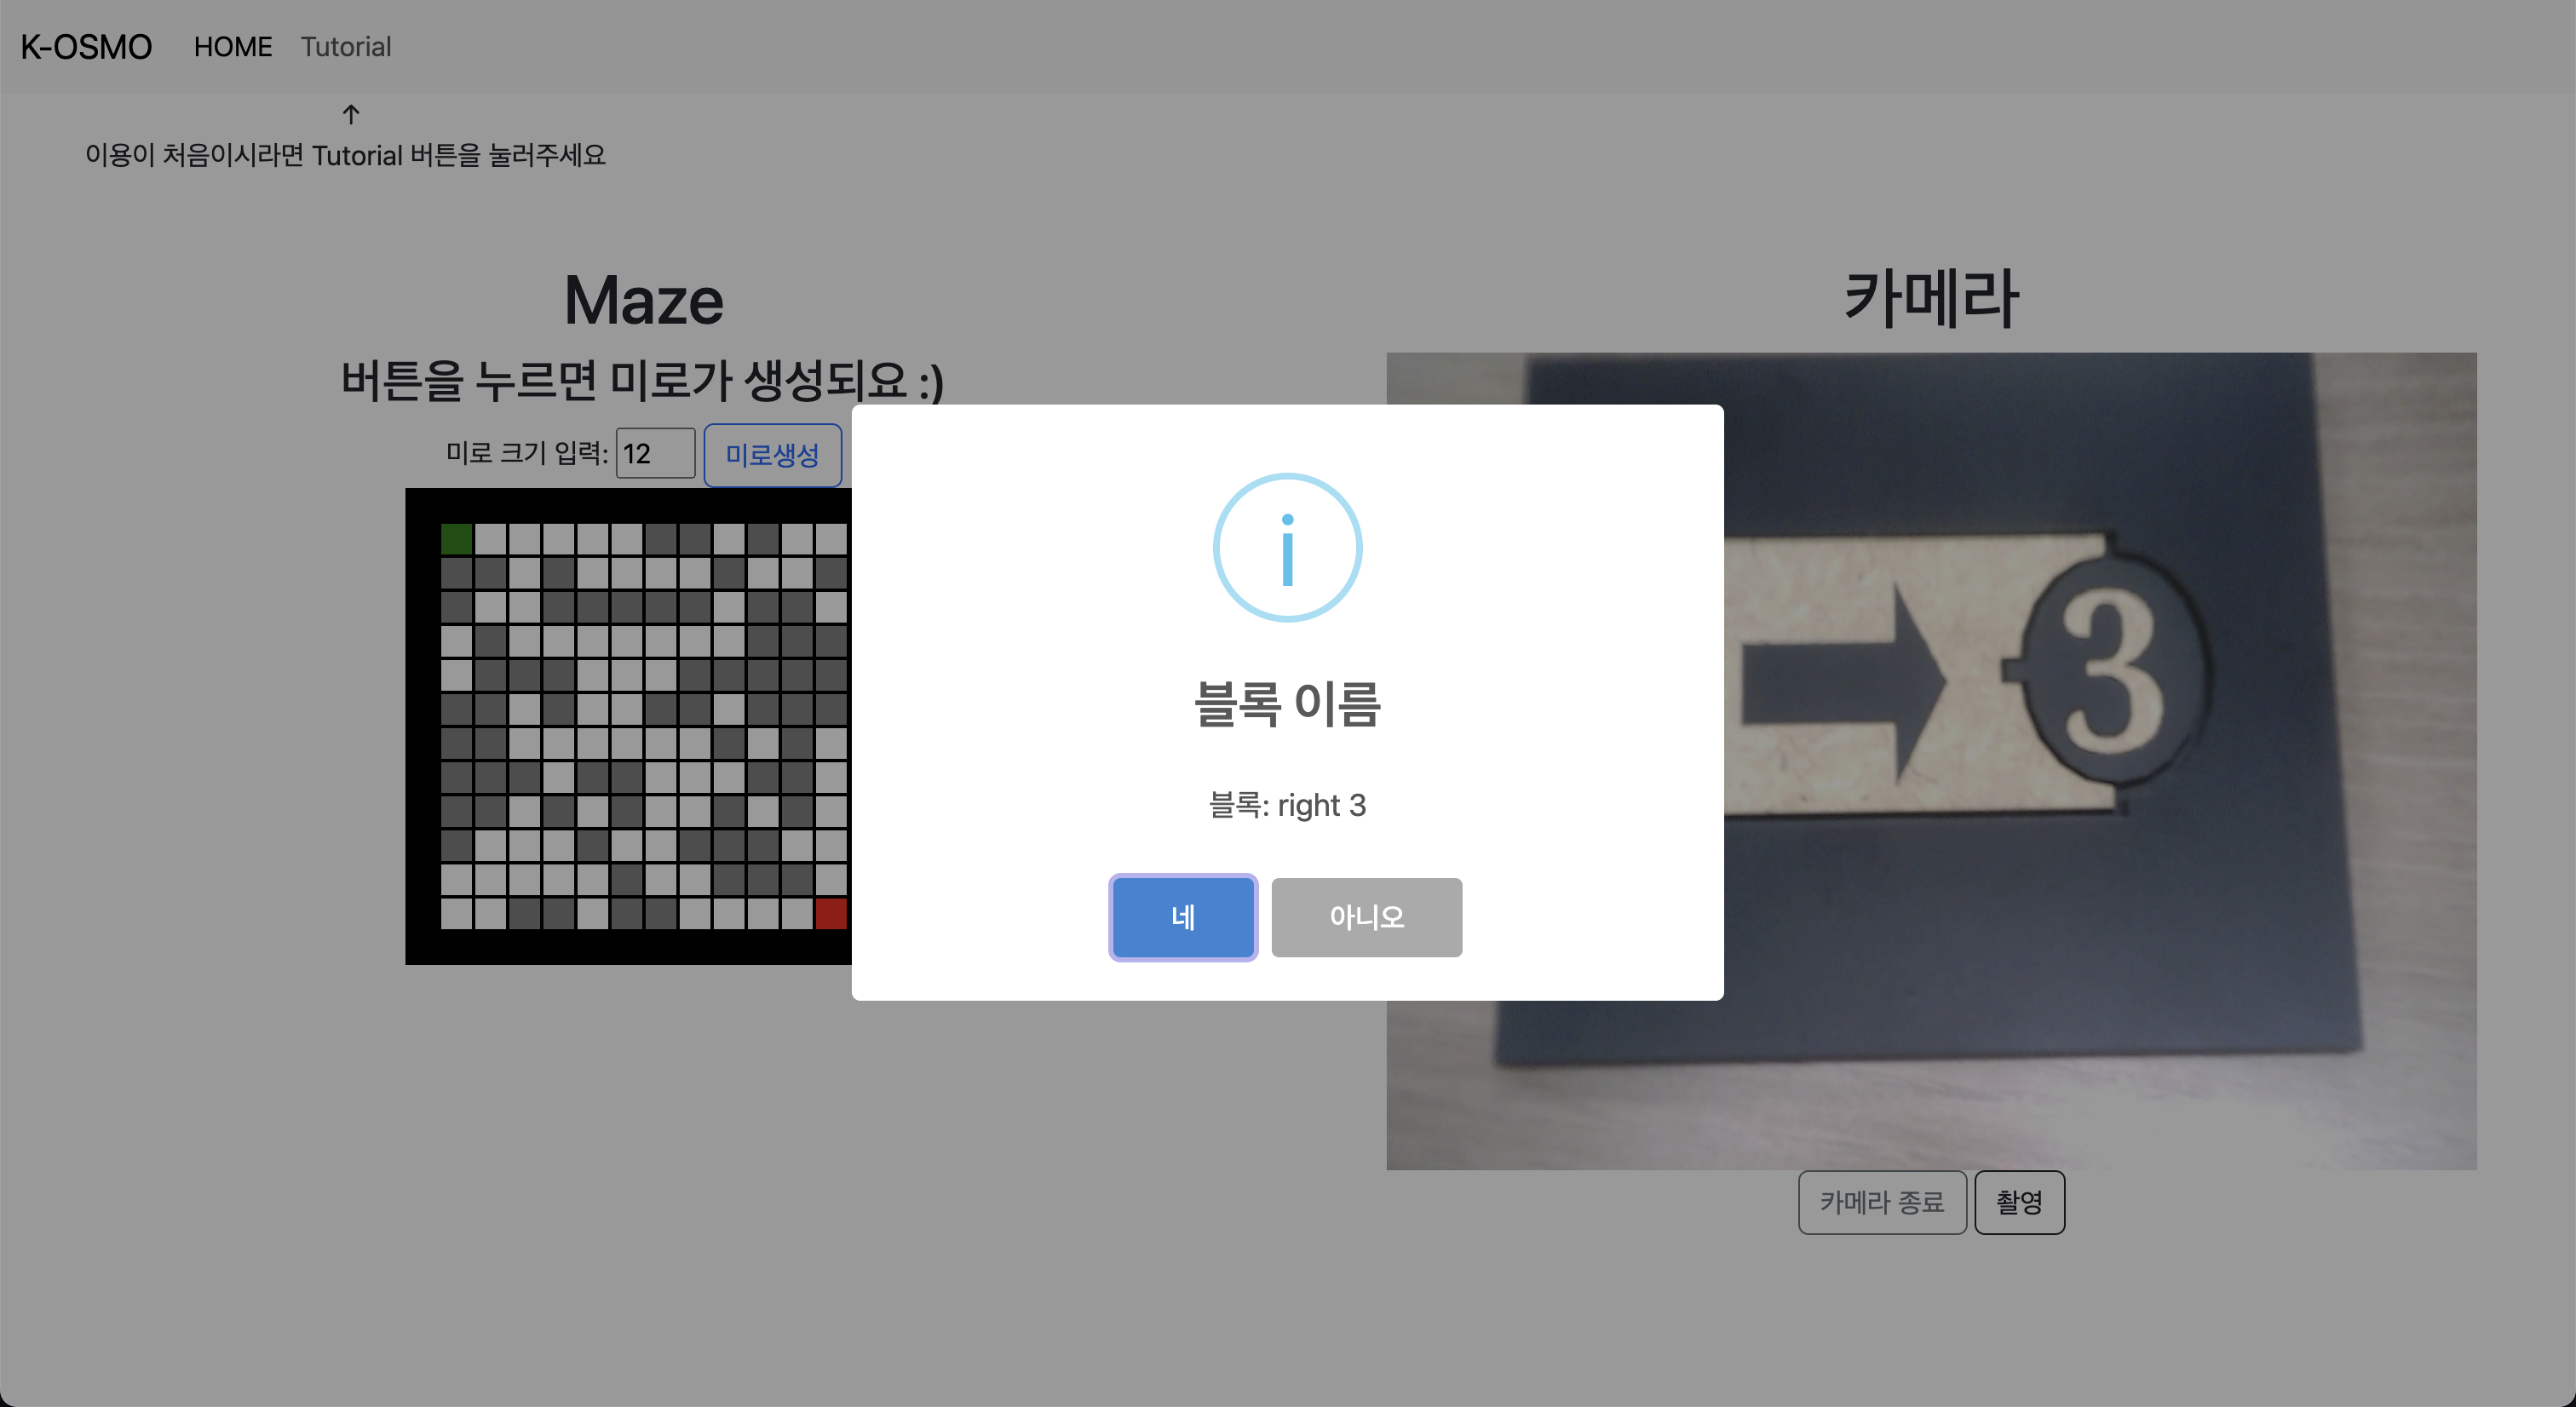 K-OSMO HOME Tutorial
↑
이용이 처음이시라면 Tutorial 버튼을 눌러주세요
Maze
버튼을 누르면 미로가 생성되요 :)
미로 크기 입력: 12 미로생성
카메라
3
블록 이름
블록: right 3
네 아니오
카메라 종료 촬영